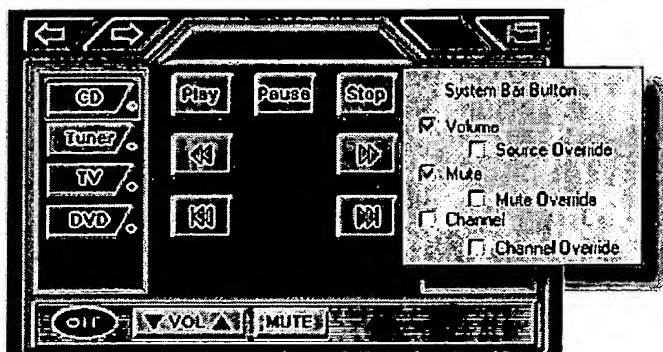 CD
Tuner
TV
DVD
Play Pause Stop
System Bar Button
Volume
Source Override
Mute
Mute Override
Channel
Channel Override
Off VOL MUTE